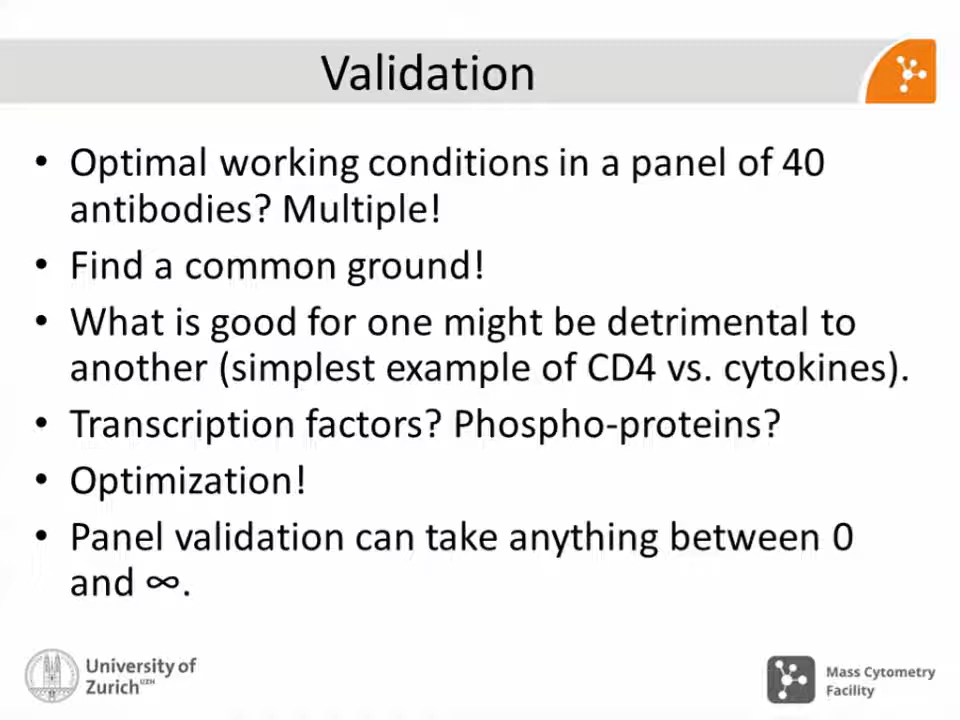 Validation
• Optimal working conditions in a panel of 40
antibodies? Multiple!
• Find a common ground!
• What is good for one might be detrimental to
another (simplest example of CD4 vs. cytokines).
• Transcription factors? Phospho-proteins?
• Optimization!
• Panel validation can take anything between 0
and ∞.
University of
Zurich UZH
Mass Cytometry
Facility